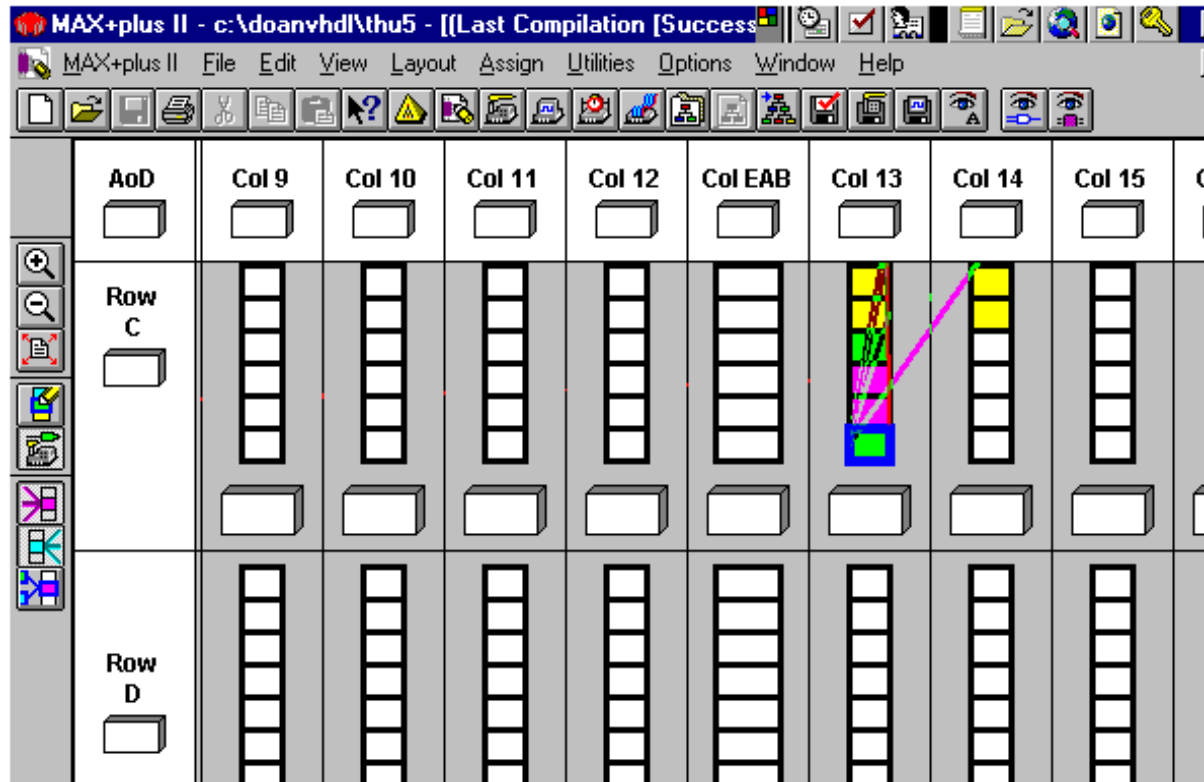 MAX+plus II - c:\doanvhdl\thu5 - [(Last Compilation [Success
MAX+plus II File Edit View Layout Assign Utilities Options Window Help
AoD Col 9 Col 10 Col 11 Col 12 Col EAB Col 13 Col 14 Col 15
Row
C
Row
D